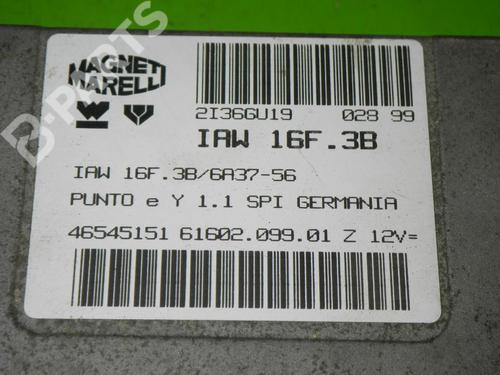 B-PARTS
MAGNETI MARELLI
2I36GU19 028 99
IAW 16F.3B
IAW 16F.3B/6A37-56
PUNTO e Y 1.1 SPI GERMANIA
46545151 61602.099.01 Z 12V=